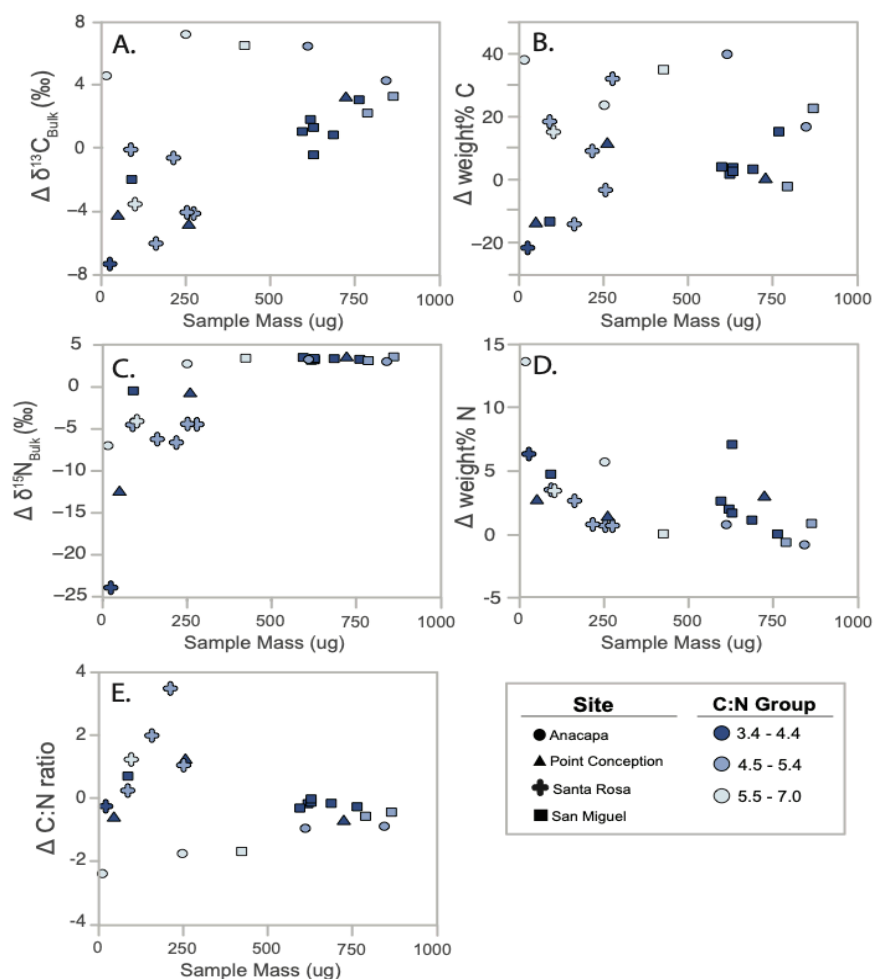 A.
Δ δ13CBulk (‰)
8
4
0
−4
−8
0
250
500
750
1000
Sample Mass (ug)
B.
Δ weight% C
40
20
0
−20
0
250
500
750
1000
Sample Mass (ug)
C.
Δ δ15NBulk (‰)
5
0
−5
−10
−15
−20
−25
0
250
500
750
1000
Sample Mass (ug)
D.
Δ weight% N
15
10
5
0
-5
0
250
500
750
1000
Sample Mass (ug)
E.
Δ C:N ratio
4
2
0
-2
-4
0
250
500
750
1000
Sample Mass (ug)
Site
Anacapa
Point Conception
Santa Rosa
San Miguel
C:N Group
3.4 - 4.4
4.5 - 5.4
5.5 - 7.0